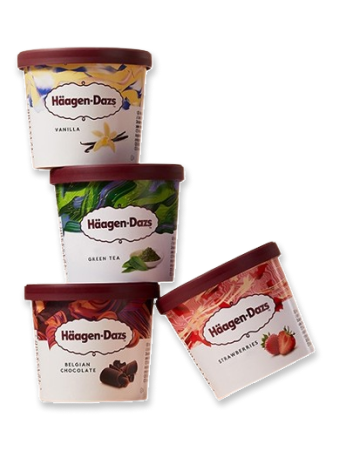 Häagen-Dazs
VANILLA
Häagen-Dazs
GREEN TEA
Häagen-Dazs
BELGIAN
CHOCOLATE
Häagen-Dazs
STRAWBERRIES